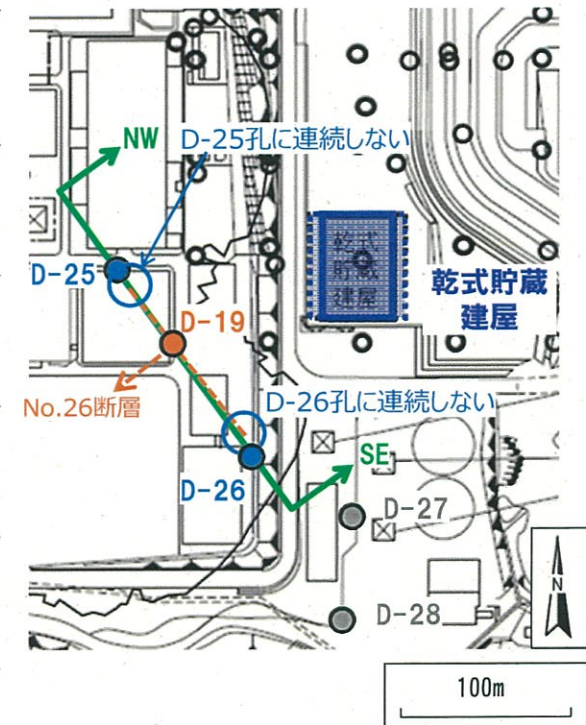 NW
D-25孔に連続しない
乾式
貯蔵
建屋
D-25
乾式貯蔵
建屋
D-19
No.26断層
D-26孔に連続しない
SE
D-26
D-27
D-28
N
100m